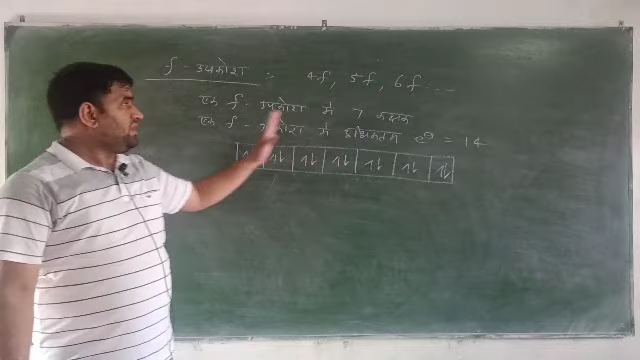 f - उपकोश = 4f, 5f, 6f ...
एक f - उपकोश में 7 कक्षक
एक f - उपकोश में अधिकतम e⊖ = 14
↑↓ ↑↓ ↑↓ ↑↓ ↑↓ ↑↓ ↑↓